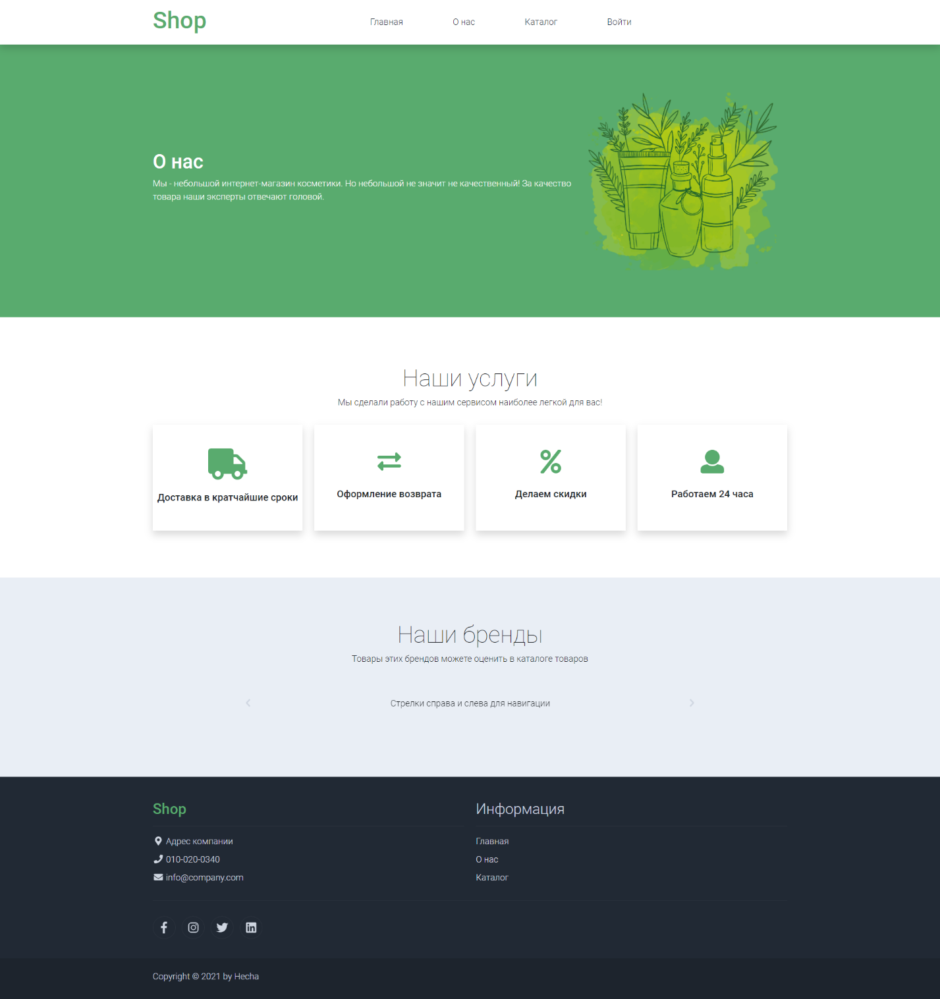 Shop
Главная
О нас
Каталог
Войти
О нас
Мы - небольшой интернет-магазин косметики. Но небольшой не значит не качественный! За качество
товара наши эксперты отвечают головой.
Наши услуги
Мы сделали работу с нашим сервисом наиболее легкой для вас!
Доставка в кратчайшие сроки
Оформление возврата
Делаем скидки
Работаем 24 часа
Наши бренды
Товары этих брендов можете оценить в каталоге товаров
Стрелки справа и слева для навигации
Shop
Адрес компании
010-020-0340
info@company.com
Информация
Главная
О нас
Каталог
Copyright © 2021 by Hecha